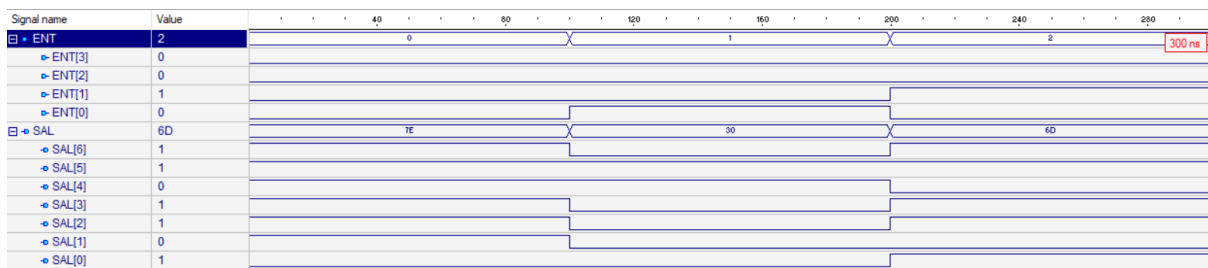 Signal name Value 40 80 120 160 200 240 280
ENT 2 0 1 2 300 ns
ENT[3] 0
ENT[2] 0
ENT[1] 1
ENT[0] 0
SAL 6D 7E 30 6D
SAL[6] 1
SAL[5] 1
SAL[4] 0
SAL[3] 1
SAL[2] 1
SAL[1] 0
SAL[0] 1